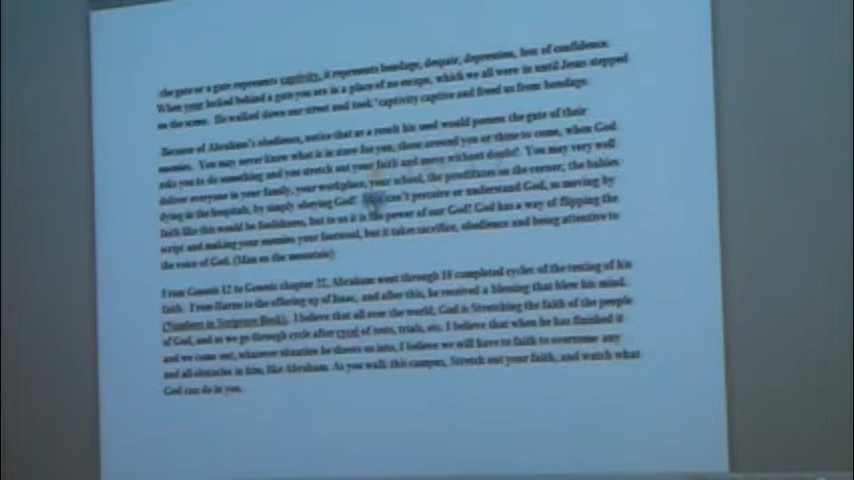 the gate or a gate represents captivity, it represents bondage, despair, depression, loss of confidence.
When your locked behind a gate you are in a place of no escape, which we all were in until Jesus stepped
on the scene. He walked down our street and took "captivity captive and freed us from bondage.
Because of Abraham's obedience, notice that as a result his seed would possess the gate of their
enemies. You may never know what it in store for you, those around you or thine to come, when God
asks you to do something and you stretch out your faith and move without doubt! You may very well
deliver everyone in your family, your workplace, your school, the prostitutes on the corner, the babies
dying in the hospitals, by simply obeying God! Man can't perceive or understand God, so moving by
faith like this would be foolishness, but to us it is the power of our God! God has a way of flipping the
script and making your enemies your footstool, but it takes sacrifice, obedience and being attentive to
the voice of God. (Man on the mountain)
From Genesis 12 to Genesis chapter 22, Abraham went through 10 completed cycles of the testing of his
faith. From Haran to the offering up of Isaac, and after this, he received a blessing that blew his mind.
(Numbers in Scripture Book). I believe that all over the world, God is Stretching the faith of the people
of God, and as we go through cycle after cycel of tests, trials, etc. I believe that when he has finished it
and we come out, whatever situation he shoots us into, I believe we will have to faith to overcome any
and all obstacles in him, like Abraham. As you walk this campus, Stretch out your faith, and watch what
God can do in you.